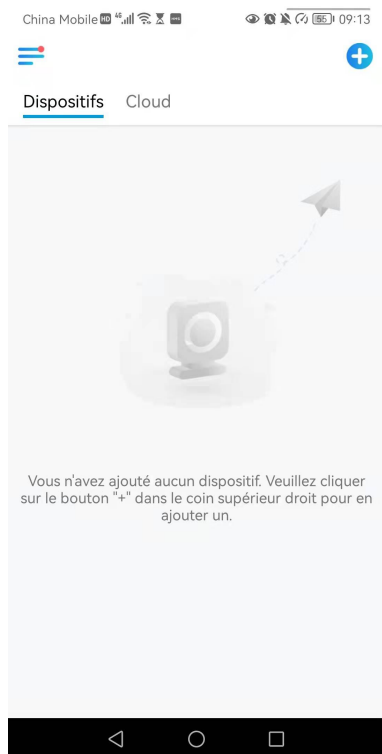 China Mobile HD 4G 55 09:13
Dispositifs Cloud
Vous n'avez ajouté aucun dispositif. Veuillez cliquer
sur le bouton "+" dans le coin supérieur droit pour en
ajouter un.